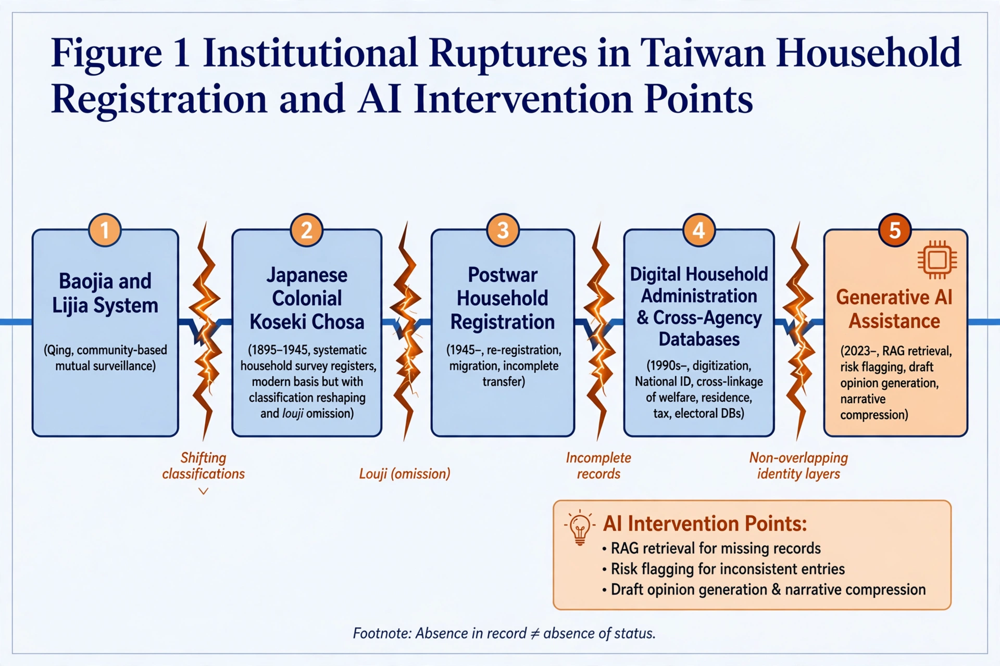 Figure 1 Institutional Ruptures in Taiwan Household
Registration and AI Intervention Points
1
Baojia and
Lijia System
(Qing, community-based
mutual surveillance)
2
Japanese
Colonial
Koseki Chosa
(1895–1945, systematic
household survey registers,
modern basis but with
classification reshaping
and louji omission)
3
Postwar
Household
Registration
(1945–, re-registration,
migration, incomplete
transfer)
4
Digital Household
Administration
& Cross-Agency
Databases
(1990s–, digitization,
National ID, cross-linkage
of welfare, residence,
tax, electoral DBs)
5
Generative AI
Assistance
(2023–, RAG retrieval,
risk flagging, draft
opinion generation,
narrative
compression)
Shifting
classifications
Louji (omission)
Incomplete
records
Non-overlapping
identity layers
AI Intervention Points:
• RAG retrieval for missing records
• Risk flagging for inconsistent entries
• Draft opinion generation & narrative compression
Footnote: Absence in record ≠ absence of status.